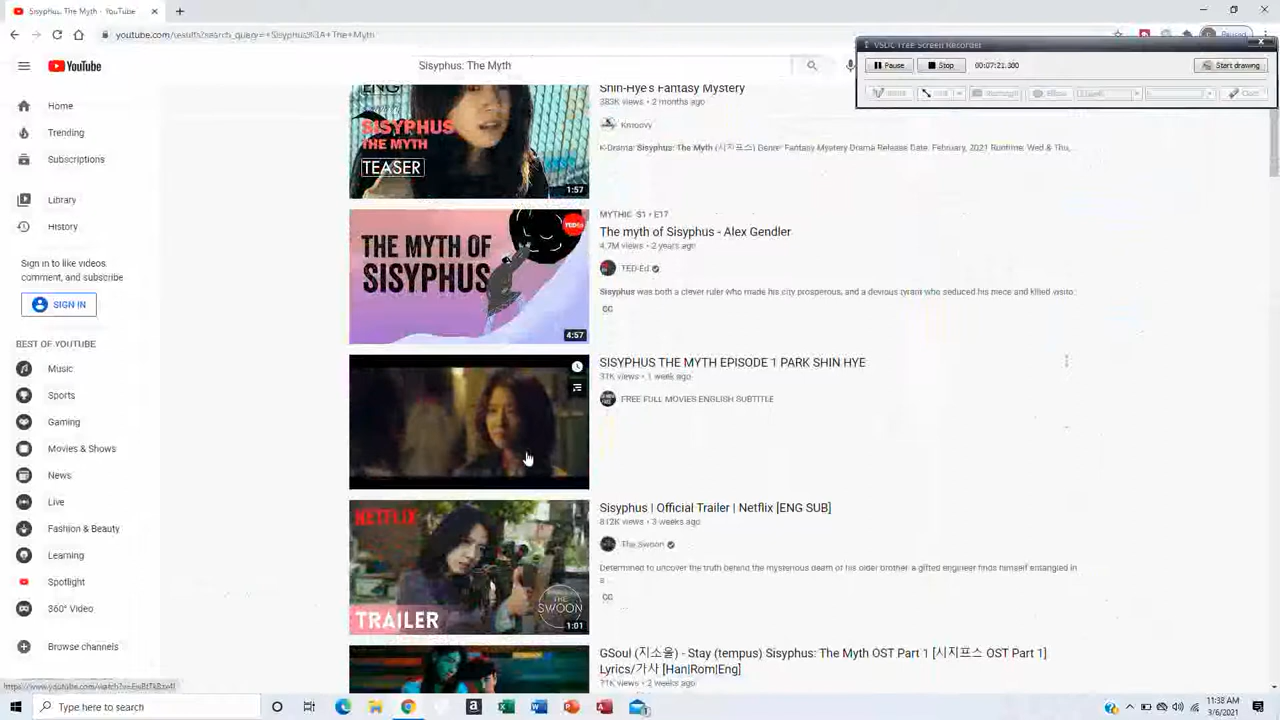 Sisyphus: The Myth - YouTube
youtube.com/results?search_query=+Sisyphus%3A+The+Myth
Paused
VSDC Free Screen Recorder
Pause
Stop
00:07:21.300
Start drawing
YouTube
Sisyphus: The Myth
Home
Trending
Subscriptions
Library
History
Sign in to like videos,
comment, and subscribe
SIGN IN
BEST OF YOUTUBE
Music
Sports
Gaming
Movies & Shows
News
Live
Fashion & Beauty
Learning
Spotlight
360° Video
Browse channels
ENG
SISYPHUS
THE MYTH
TEASER
1:57
Shin-Hye's Fantasy Mystery
383K views • 2 months ago
Kmoovy
K-Drama: Sisyphus: The Myth (시지프스) Genre: Fantasy Mystery Drama Release Date: February, 2021 Runtime: Wed & Thu,...
THE MYTH OF
SISYPHUS
TED-Ed
4:57
MYTHIC S1 • E17
The myth of Sisyphus - Alex Gendler
4.7M views • 2 years ago
TED-Ed
Sisyphus was both a clever ruler who made his city prosperous, and a devious tyrant who seduced his niece and killed visito...
CC
SISYPHUS THE MYTH EPISODE 1 PARK SHIN HYE
31K views • 1 week ago
FREE FULL MOVIES ENGLISH SUBTITLE
NETFLIX
TRAILER
THE
SWOON
1:01
Sisyphus | Official Trailer | Netflix [ENG SUB]
812K views • 3 weeks ago
The Swoon
Determined to uncover the truth behind the mysterious death of his older brother a gifted engineer finds himself entangled in
a ...
CC
GSoul (지소울) - Stay (tempus) Sisyphus: The Myth OST Part 1 [시지프스 OST Part 1]
Lyrics/가사 [Han|Rom|Eng]
71K views • 2 weeks ago
Type here to search
11:38 AM
3/6/2021